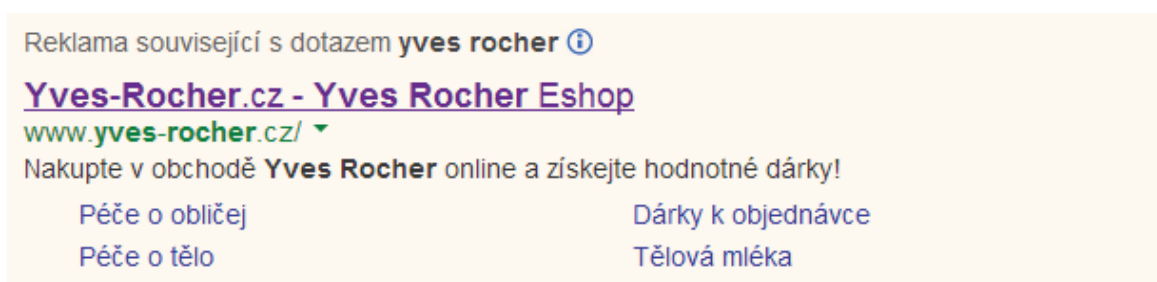 Reklama související s dotazem yves rocher
Yves-Rocher.cz - Yves Rocher Eshop
www.yves-rocher.cz/
Nakupte v obchodě Yves Rocher online a získejte hodnotné dárky!
Péče o obličej Dárky k objednávce
Péče o tělo Tělová mléka